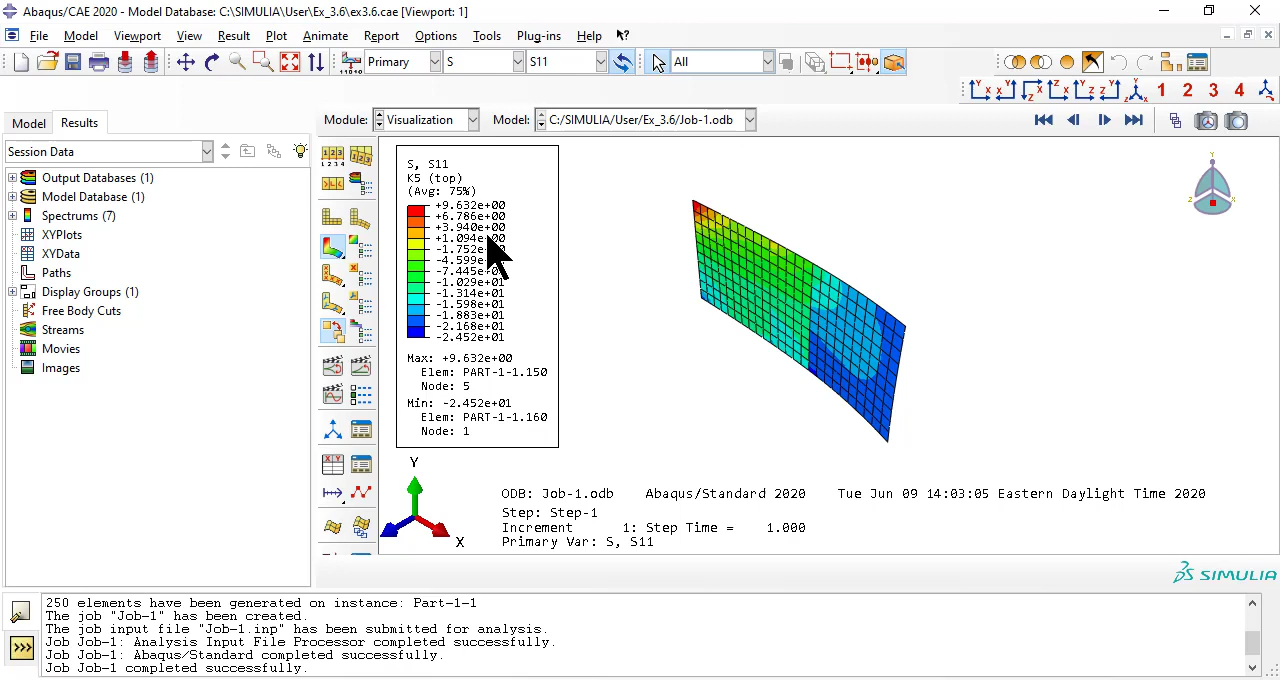 Abaqus/CAE 2020 - Model Database: C:\SIMULIA\User\Ex_3.6\ex3.6.cae [Viewport: 1]
File Model Viewport View Result Plot Animate Report Options Tools Plug-ins Help
Primary S S11 All
1 2 3 4
Model Results
Module: Visualization Model: C:/SIMULIA/User/Ex_3.6/Job-1.odb
Session Data
Output Databases (1)
Model Database (1)
Spectrums (7)
XYPlots
XYData
Paths
Display Groups (1)
Free Body Cuts
Streams
Movies
Images
S, S11
K5 (top)
(Avg: 75%)
+9.632e+00
+6.786e+00
+3.940e+00
+1.094e+00
-1.752e+00
-4.599e+00
-7.445e+00
-1.029e+01
-1.314e+01
-1.598e+01
-1.883e+01
-2.168e+01
-2.452e+01
Max: +9.632e+00
Elem: PART-1-1.150
Node: 5
Min: -2.452e+01
Elem: PART-1-1.160
Node: 1
Y
X
Y
X
ODB: Job-1.odb Abaqus/Standard 2020 Tue Jun 09 14:03:05 Eastern Daylight Time 2020
Step: Step-1
Increment 1: Step Time = 1.000
Primary Var: S, S11
SIMULIA
250 elements have been generated on instance: Part-1-1
The job "Job-1" has been created.
The job input file "Job-1.inp" has been submitted for analysis.
Job Job-1: Analysis Input File Processor completed successfully.
Job Job-1: Abaqus/Standard completed successfully.
Job Job-1 completed successfully.